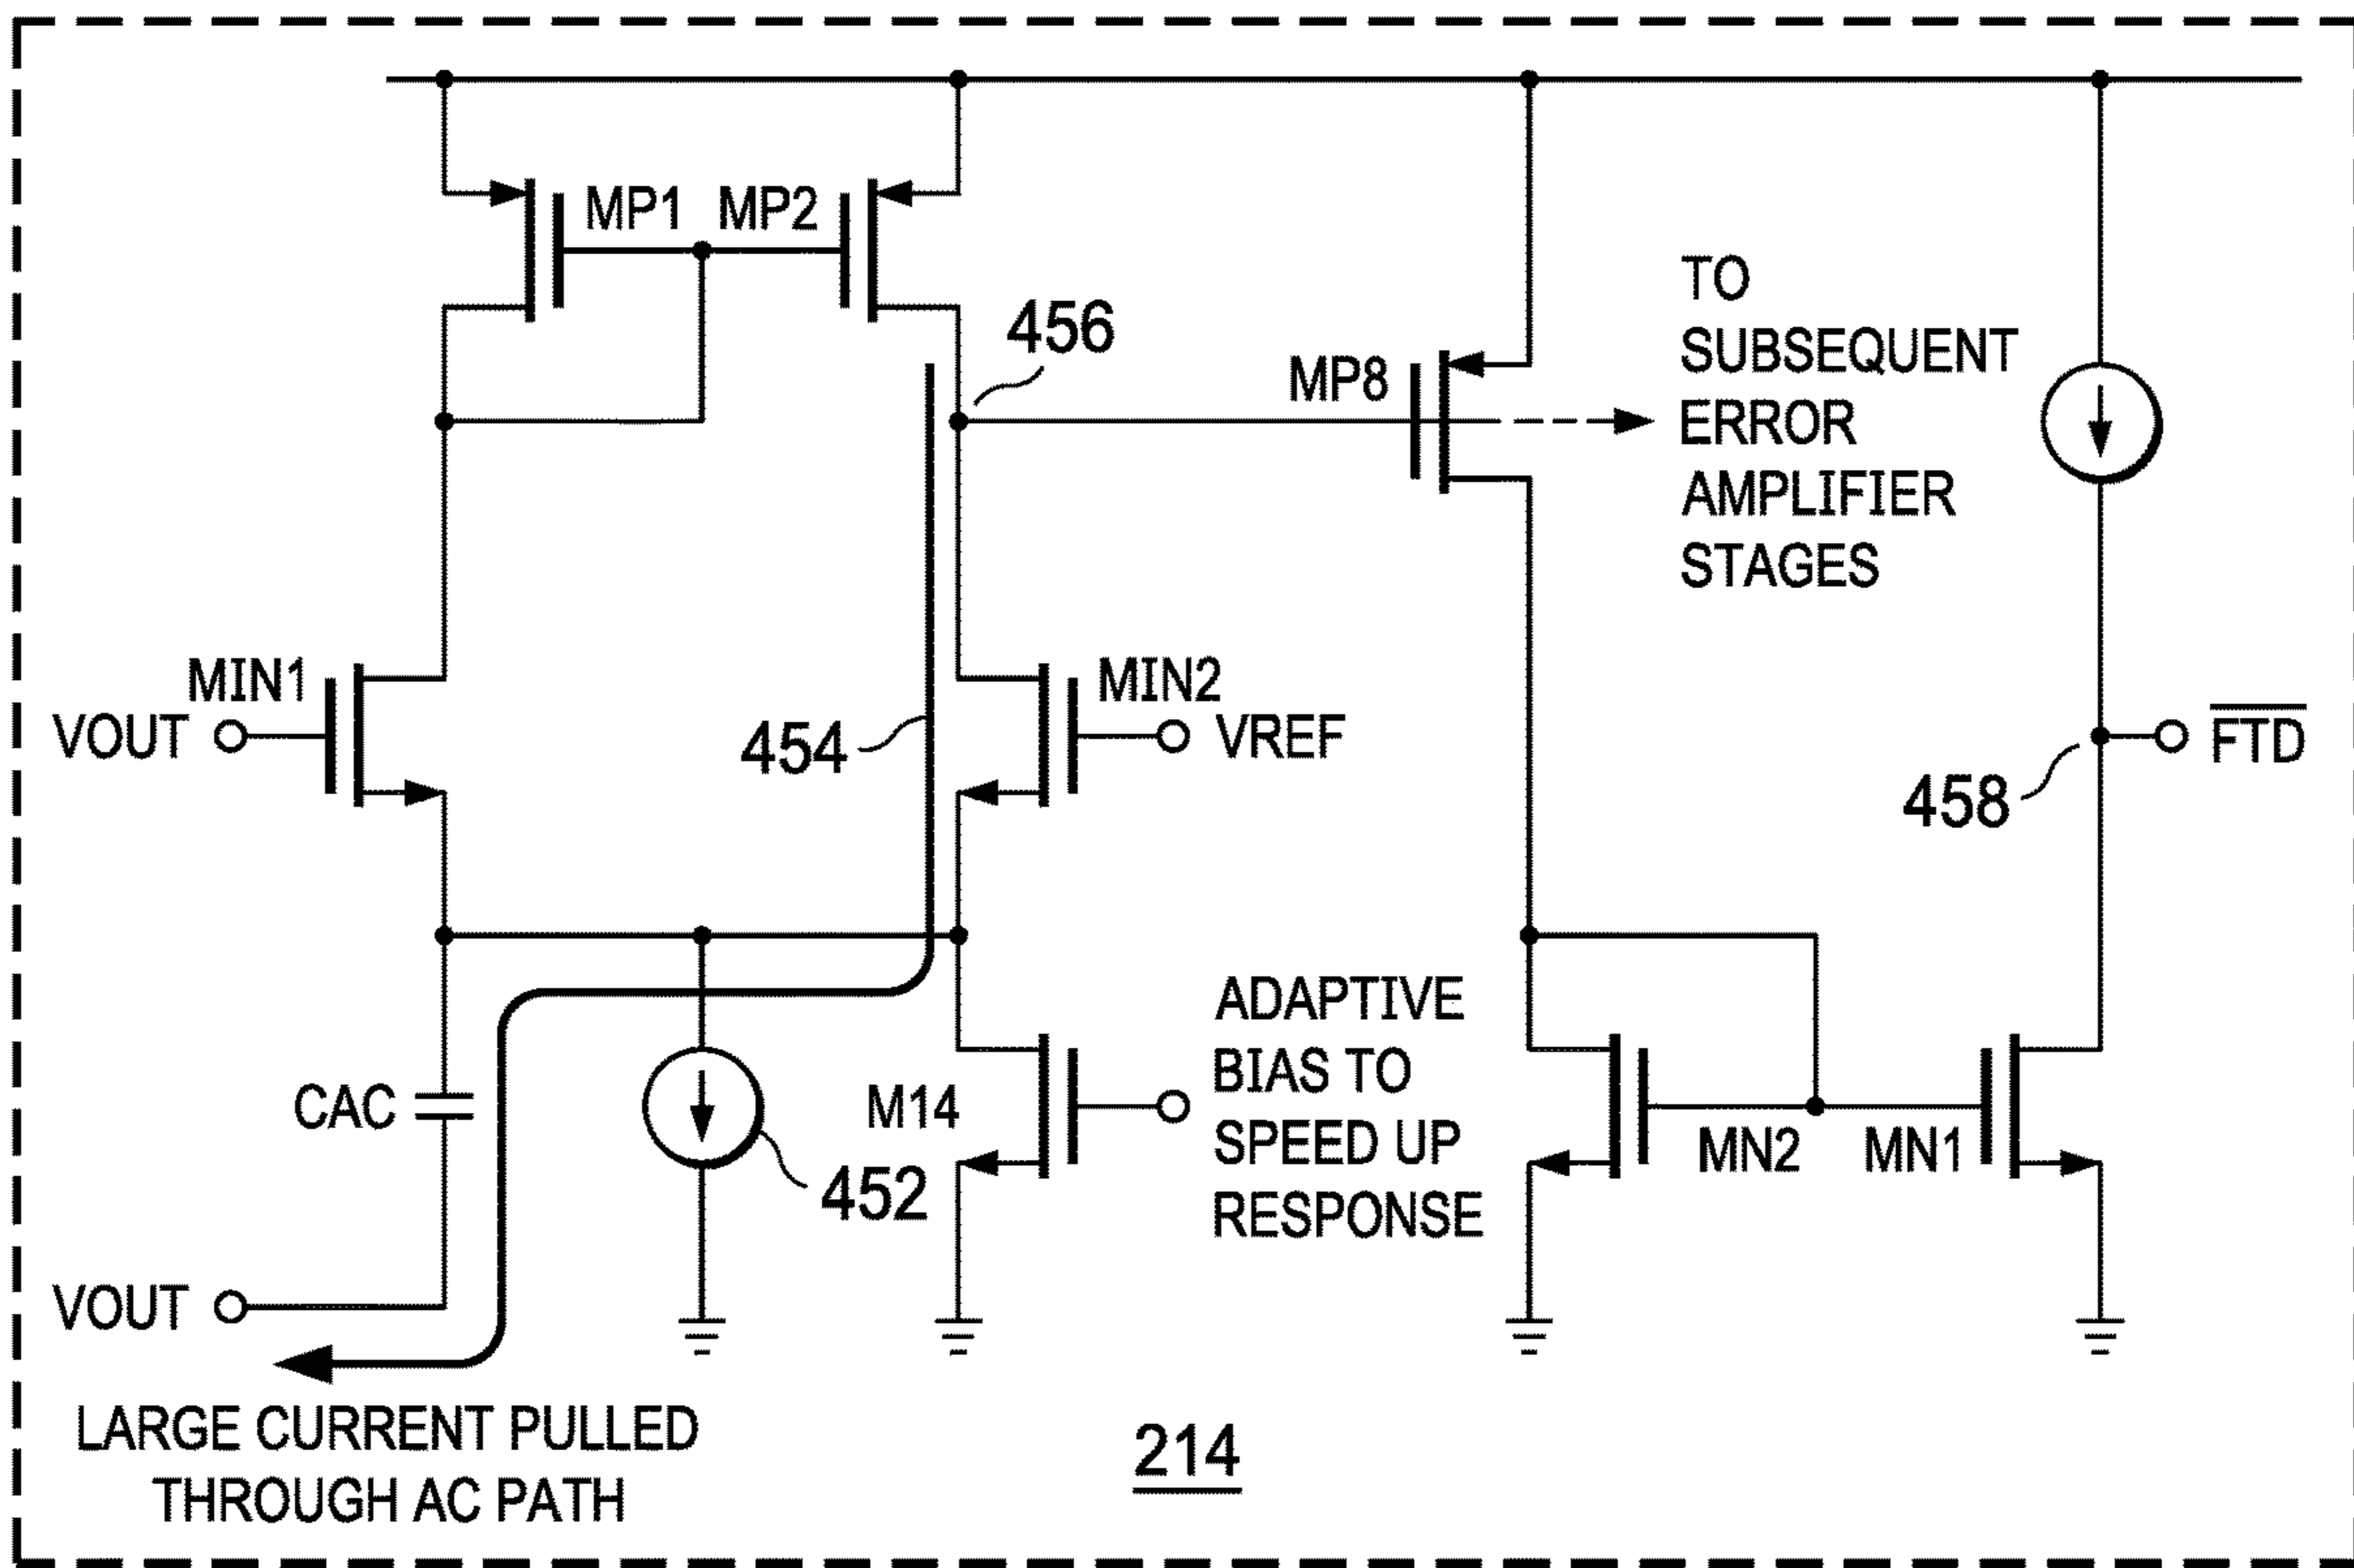 MP1
MP2
456
MP8
TO
SUBSEQUENT
ERROR
AMPLIFIER
STAGES
MIN1
VOUT
454
MIN2
VREF
FTD
458
CAC
452
M14
ADAPTIVE
BIAS TO
SPEED UP
RESPONSE
MN2
MN1
VOUT
LARGE CURRENT PULLED
THROUGH AC PATH
214